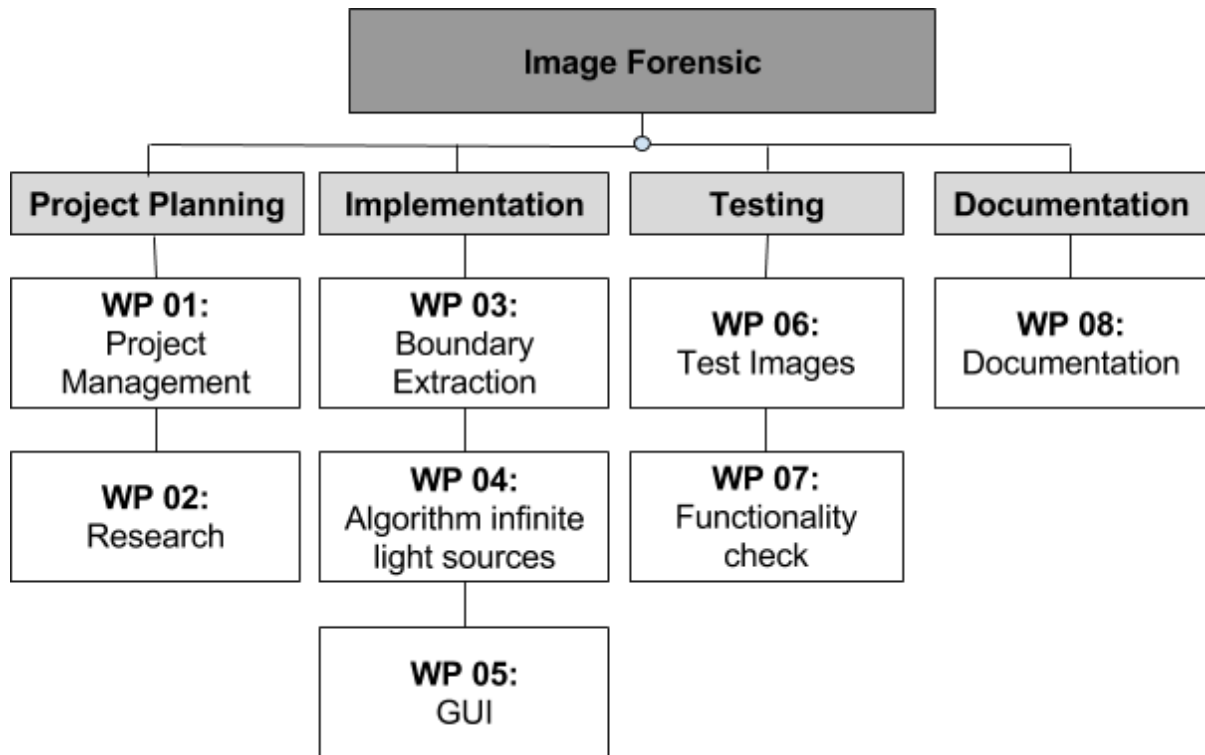 Image Forensic
Project Planning
Implementation
Testing
Documentation
WP 01:
Project
Management
WP 02:
Research
WP 03:
Boundary
Extraction
WP 04:
Algorithm infinite
light sources
WP 05:
GUI
WP 06:
Test Images
WP 07:
Functionality
check
WP 08:
Documentation